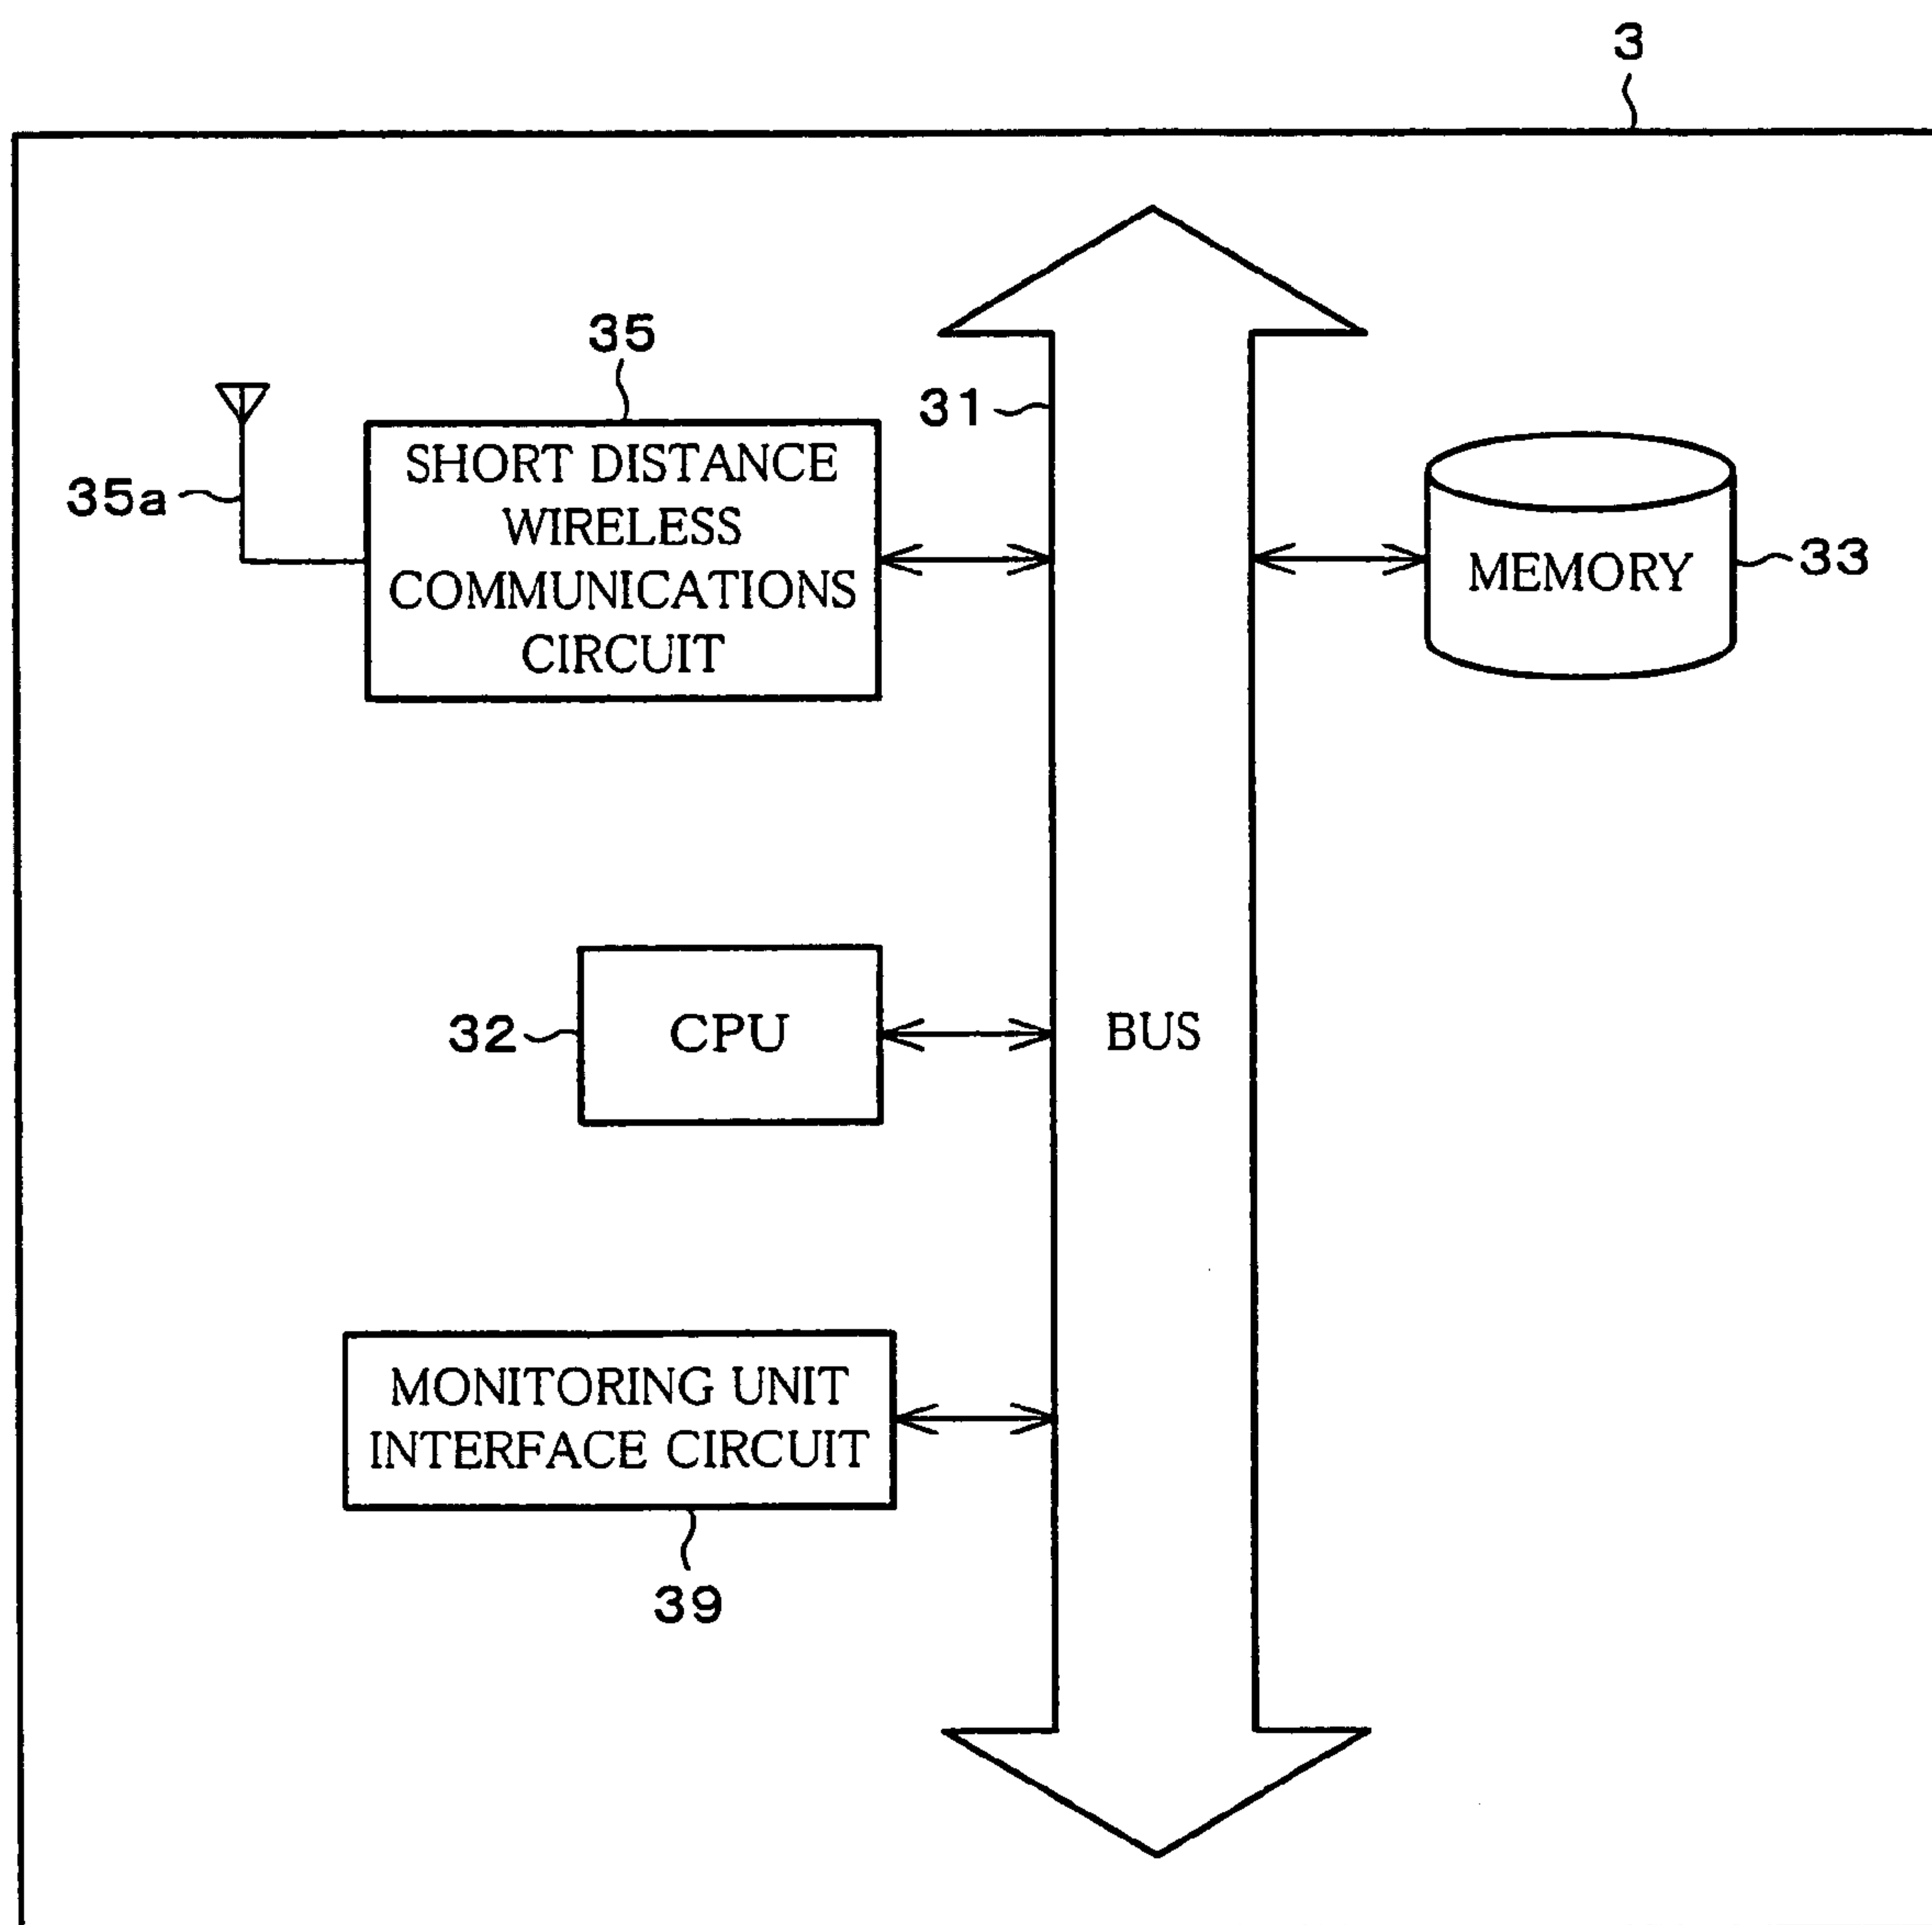 3
35
31
35a
SHORT DISTANCE
WIRELESS
COMMUNICATIONS
CIRCUIT
MEMORY
33
32
CPU
BUS
MONITORING UNIT
INTERFACE CIRCUIT
39